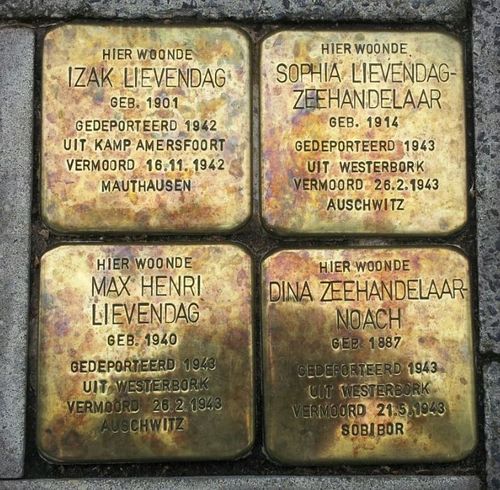 HIER WOONDE
IZAK LIEVENDAG
GEB. 1901
GEDEPORTEERD 1942
UIT KAMP AMERSFOORT
VERMOORD 16.11.1942
MAUTHAUSEN
HIER WOONDE
SOPHIA LIEVENDAG-
ZEEHANDELAAR
GEB. 1914
GEDEPORTEERD 1943
UIT WESTERBORK
VERMOORD 26.2.1943
AUSCHWITZ
HIER WOONDE
MAX HENRI
LIEVENDAG
GEB. 1940
GEDEPORTEERD 1943
UIT WESTERBORK
VERMOORD 26.2.1943
AUSCHWITZ
HIER WOONDE
DINA ZEEHANDELAAR-
NOACH
GEB. 1887
GEDEPORTEERD 1943
UIT WESTERBORK
VERMOORD 21.5.1943
SOBIBOR